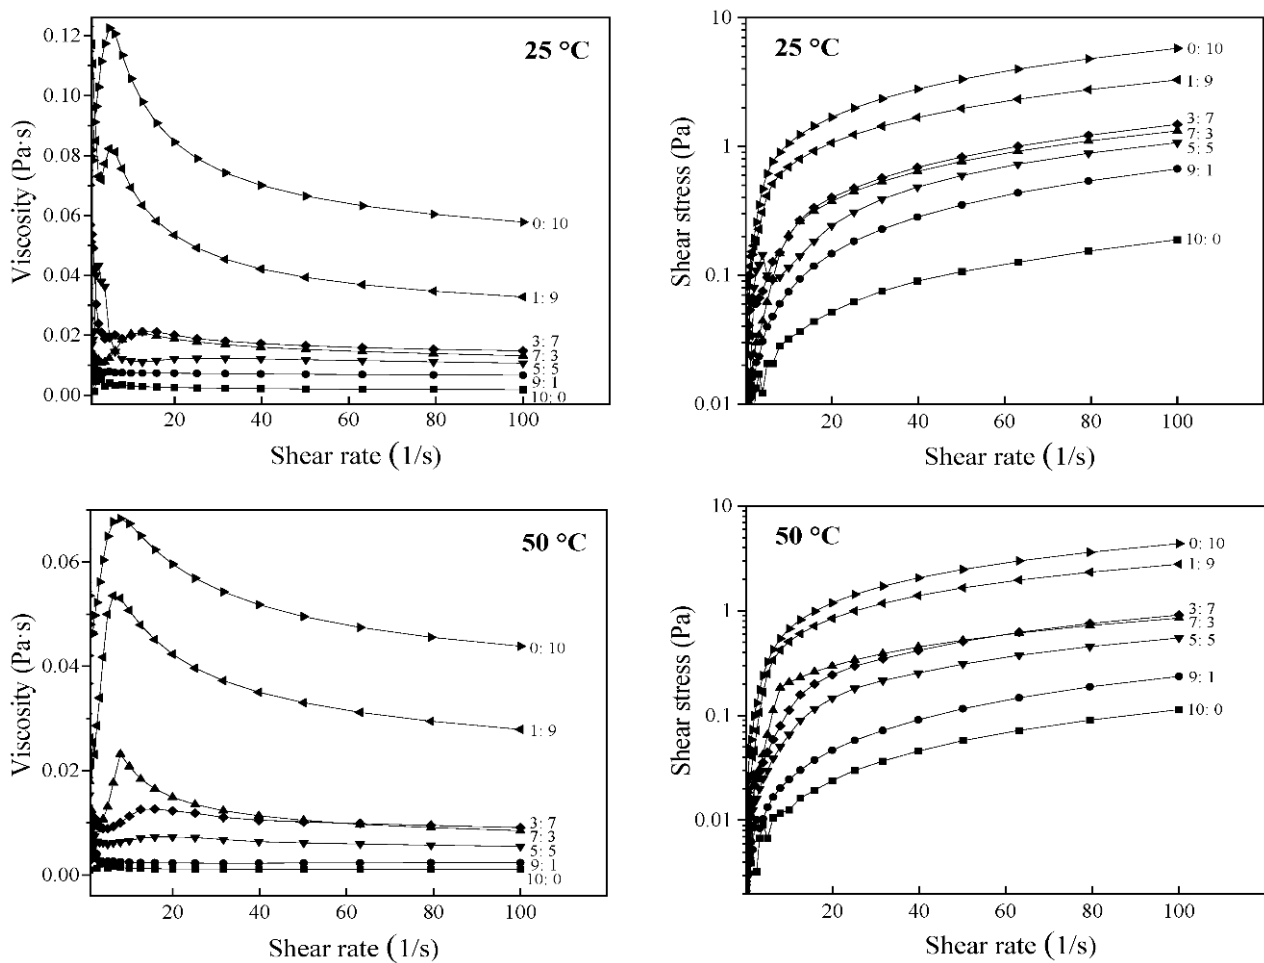 0.12
0.10
0.08
0.06
0.04
0.02
0.00
Viscosity (Pa·s)
25 °C
0: 10
1: 9
3: 7
7: 3
5: 5
9: 1
10: 0
20 40 60 80 100
Shear rate (1/s)
10
1
0.1
0.01
Shear stress (Pa)
25 °C
0: 10
1: 9
3: 7
7: 3
5: 5
9: 1
10: 0
20 40 60 80 100
Shear rate (1/s)
0.06
0.04
0.02
0.00
Viscosity (Pa·s)
50 °C
0: 10
1: 9
3: 7
7: 3
5: 5
9: 1
10: 0
20 40 60 80 100
Shear rate (1/s)
10
1
0.1
0.01
Shear stress (Pa)
50 °C
0: 10
1: 9
3: 7
7: 3
5: 5
9: 1
10: 0
20 40 60 80 100
Shear rate (1/s)